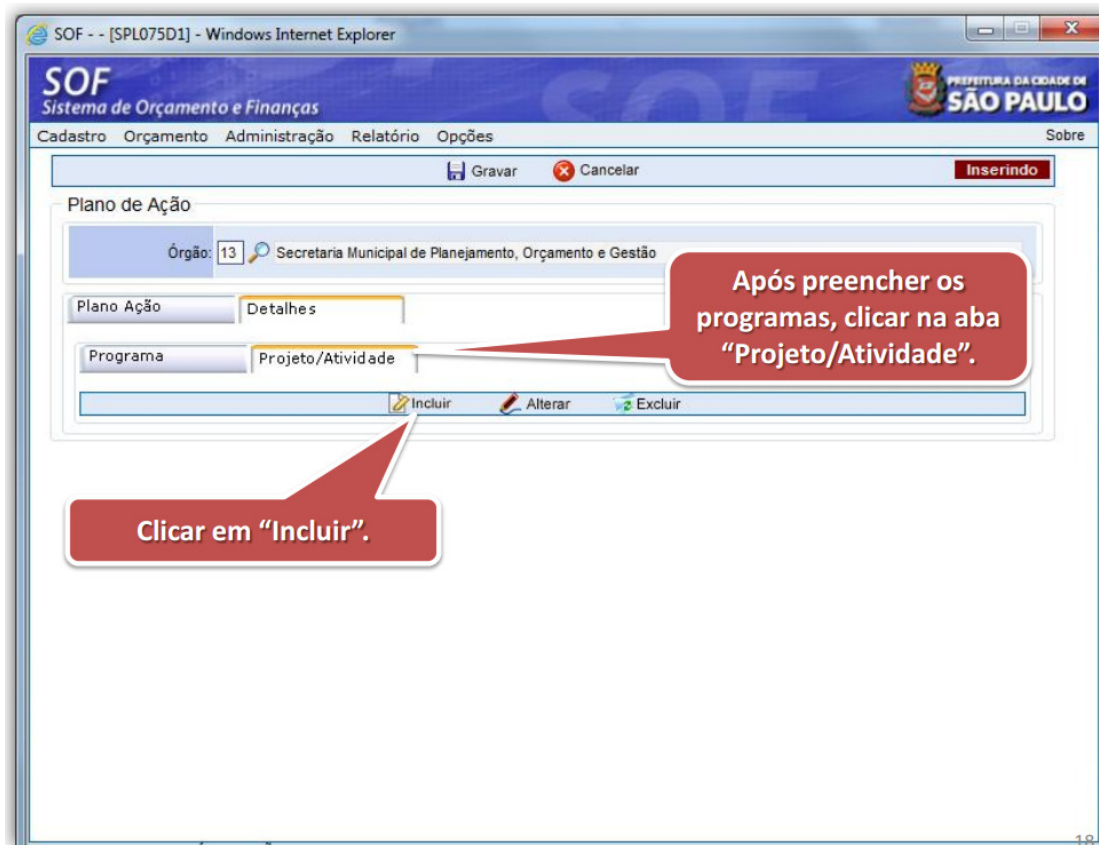 SOF - - [SPL075D1] - Windows Internet Explorer
SOF
Sistema de Orçamento e Finanças
PREFEITURA DA CIDADE DE
SÃO PAULO
Cadastro Orçamento Administração Relatório Opções Sobre
Gravar Cancelar Inserindo
Plano de Ação
Órgão: 13 Secretaria Municipal de Planejamento, Orçamento e Gestão
Após preencher os
programas, clicar na aba
“Projeto/Atividade”.
Plano Ação Detalhes
Programa Projeto/Atividade
Incluir Alterar Excluir
Clicar em “Incluir”.
18